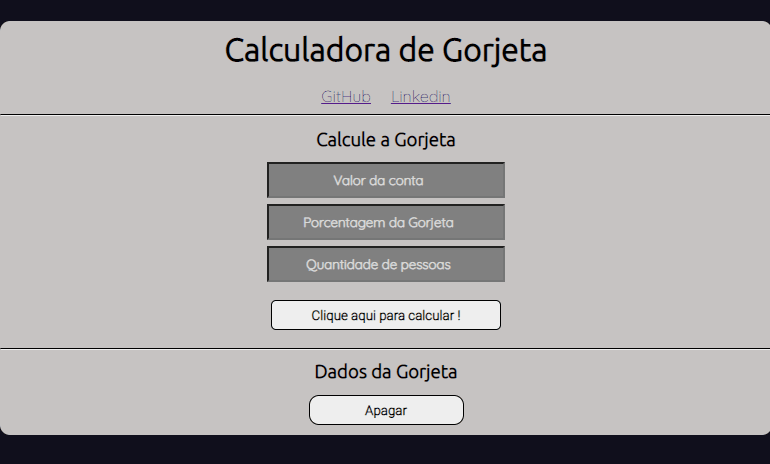 Calculadora de Gorjeta
GitHub Linkedin
Calcule a Gorjeta
Valor da conta
Porcentagem da Gorjeta
Quantidade de pessoas
Clique aqui para calcular !
Dados da Gorjeta
Apagar